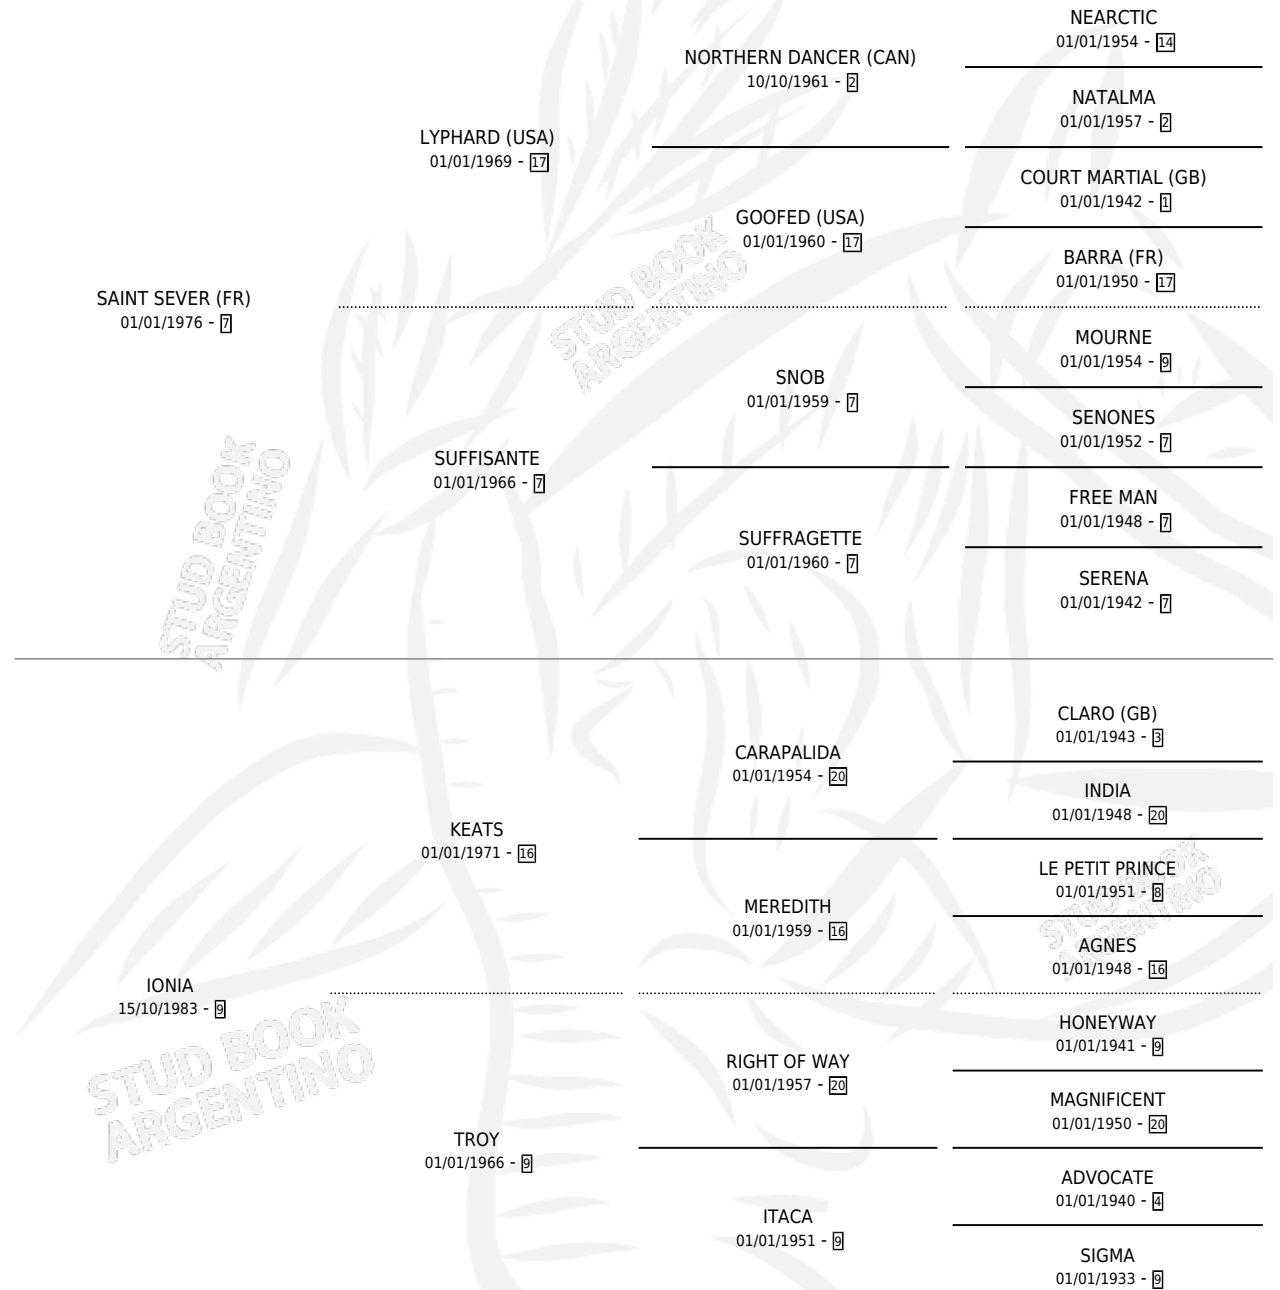 NEARCTIC
01/01/1954 - 14
NORTHERN DANCER (CAN)
10/10/1961 - 2
NATALMA
01/01/1957 - 2
LYPHARD (USA)
01/01/1969 - 17
COURT MARTIAL (GB)
01/01/1942 - 1
GOOFED (USA)
01/01/1960 - 17
BARRA (FR)
01/01/1950 - 17
SAINT SEVER (FR)
01/01/1976 - 7
STUD BOOK
ARGENTINO
MOURNE
01/01/1954 - 9
SNOB
01/01/1959 - 7
SENONES
01/01/1952 - 7
SUFFISANTE
01/01/1966 - 7
FREE MAN
01/01/1948 - 7
SUFFRAGETTE
01/01/1960 - 7
SERENA
01/01/1942 - 7
STUD BOOK
ARGENTINO
CLARO (GB)
01/01/1943 - 3
CARAPALIDA
01/01/1954 - 20
INDIA
01/01/1948 - 20
KEATS
01/01/1971 - 16
LE PETIT PRINCE
01/01/1951 - 8
MEREDITH
01/01/1959 - 16
STUD BOOK
ARGENTINO
AGNES
01/01/1948 - 16
IONIA
15/10/1983 - 9
HONEYWAY
01/01/1941 - 9
RIGHT OF WAY
01/01/1957 - 20
MAGNIFICENT
01/01/1950 - 20
STUD BOOK
ARGENTINO
TROY
01/01/1966 - 9
ADVOCATE
01/01/1940 - 4
ITACA
01/01/1951 - 9
SIGMA
01/01/1933 - 9